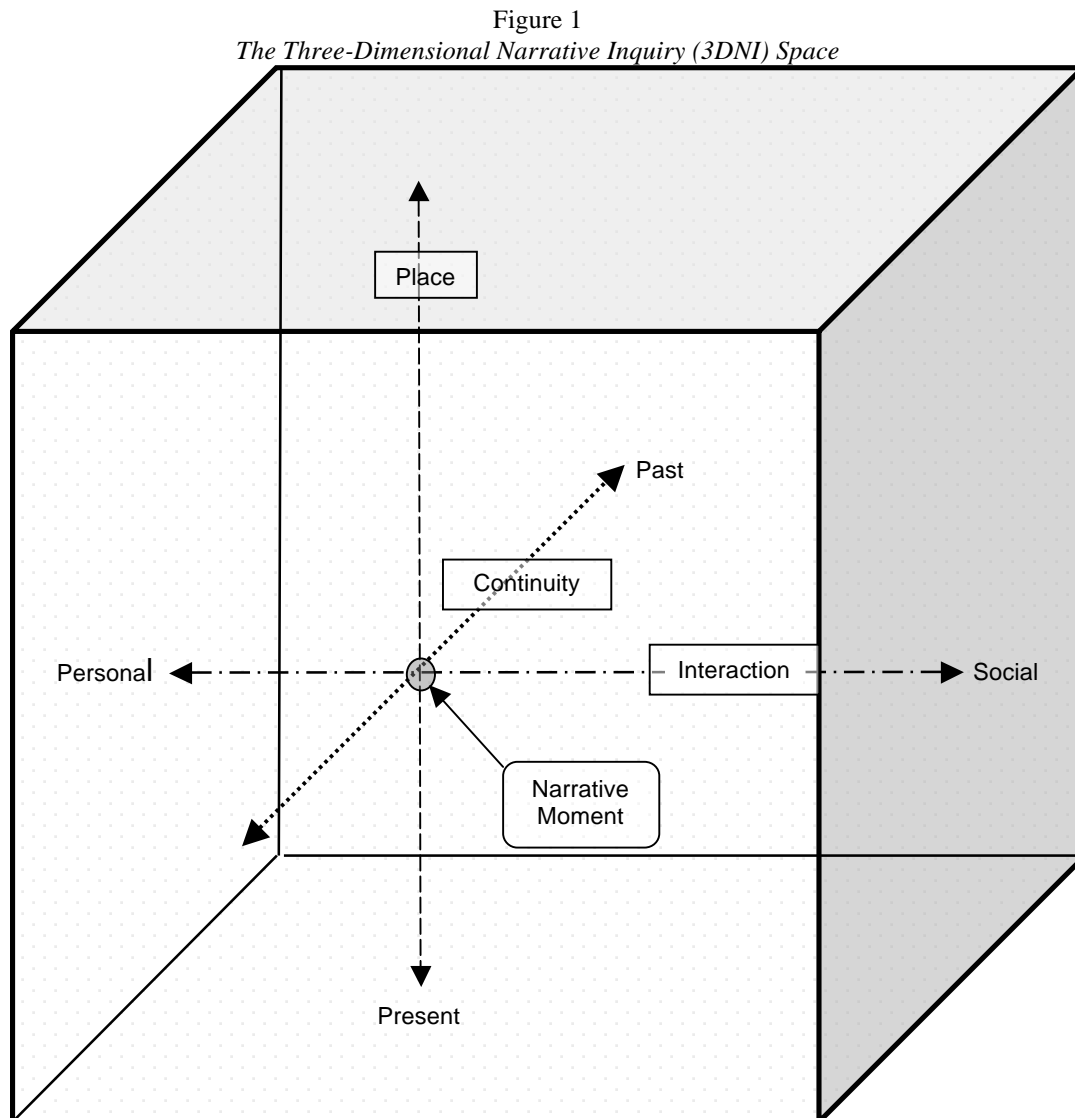 Figure 1
The Three-Dimensional Narrative Inquiry (3DNI) Space
Place
Past
Continuity
Personal
Interaction
Social
Narrative
Moment
Present